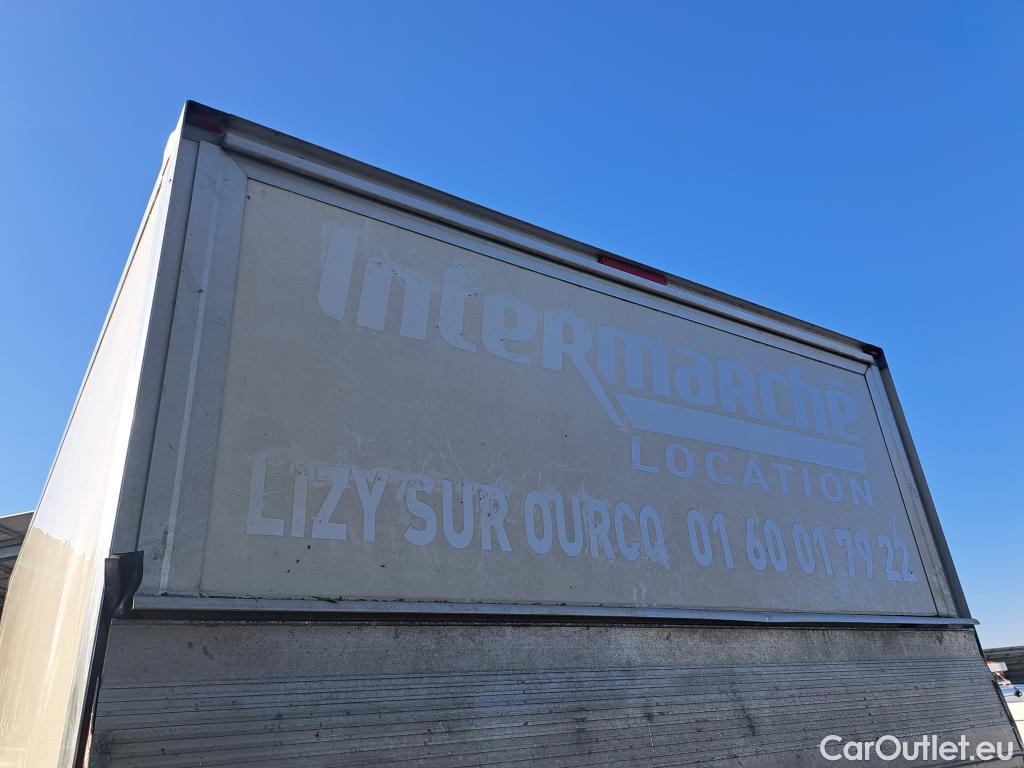 Intermarché
LOCATION
LIZY SUR OURCQ 01 60 01 79 22
CarOutlet.eu